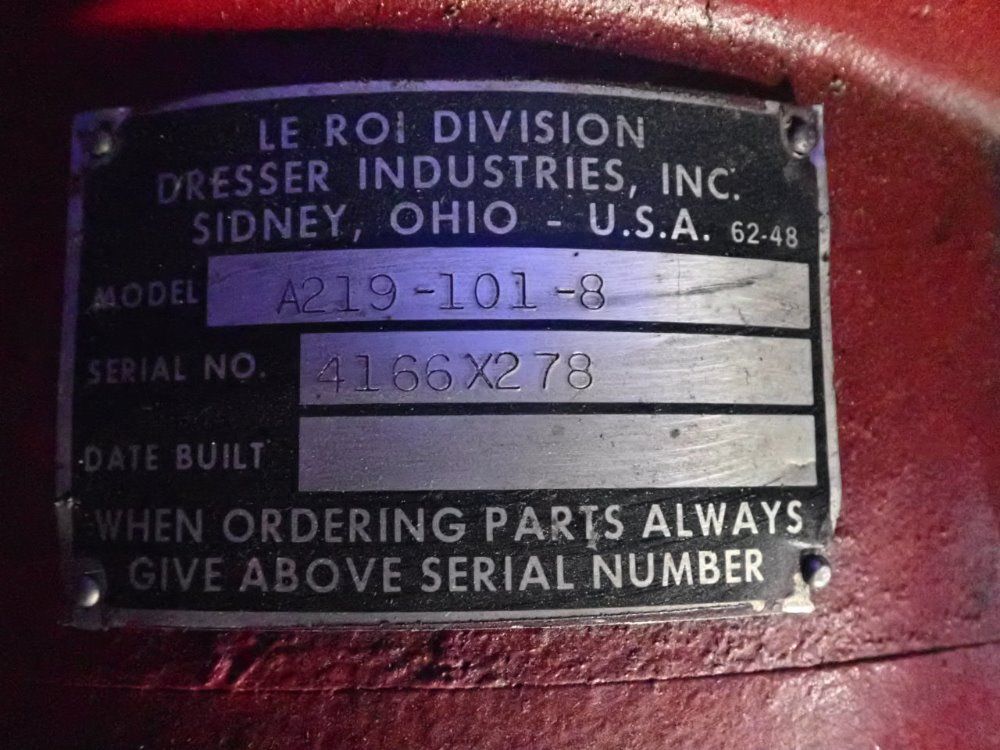 LE ROI DIVISION
DRESSER INDUSTRIES, INC.
SIDNEY, OHIO - U.S.A. 62-48
MODEL A219-101-8
SERIAL NO. 4166X278
DATE BUILT
WHEN ORDERING PARTS ALWAYS
GIVE ABOVE SERIAL NUMBER